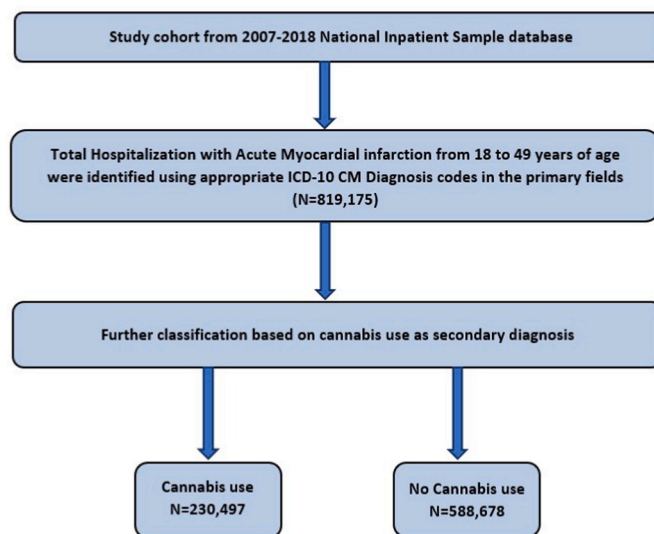 Study cohort from 2007-2018 National Inpatient Sample database
Total Hospitalization with Acute Myocardial infarction from 18 to 49 years of age
were identified using appropriate ICD-10 CM Diagnosis codes in the primary fields
(N=819,175)
Further classification based on cannabis use as secondary diagnosis
Cannabis use
N=230,497
No Cannabis use
N=588,678